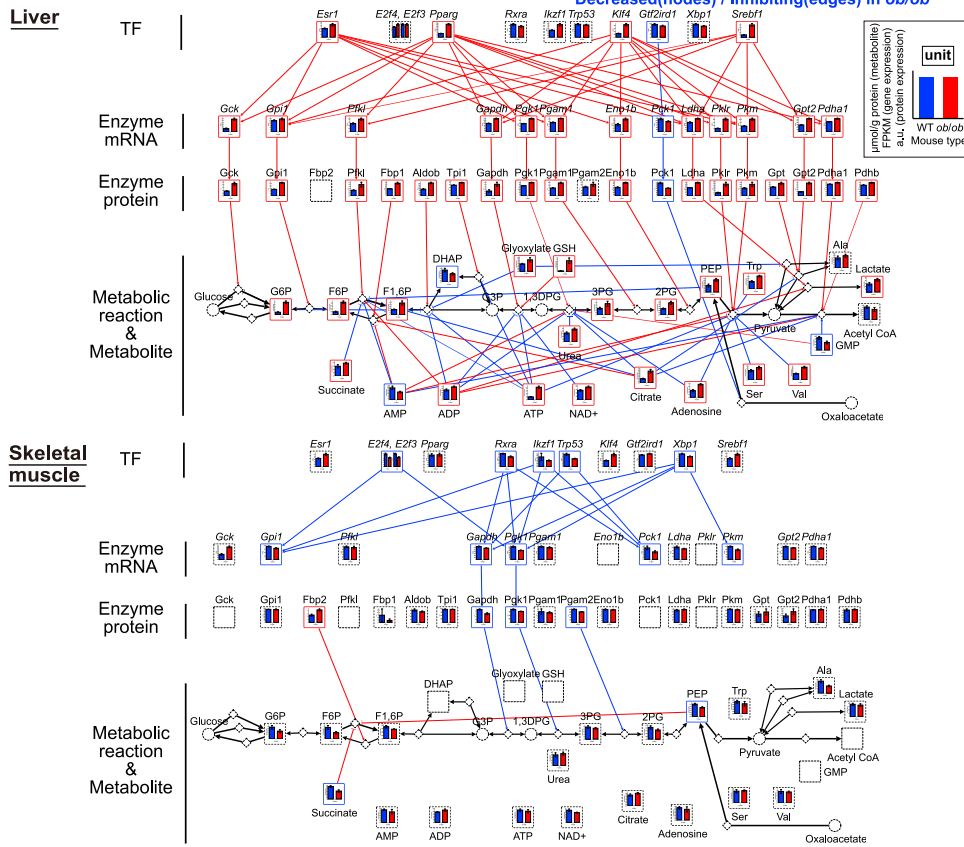 Decreased(nodes) / Inhibiting(edges) in ob/ob
Liver
TF
Esr1 E2f4, E2f3 Pparg Rxra Ikzf1 Trp53 Klf4 Gtf2ird1 Xbp1 Srebf1
unit
μmol/g protein (metabolite)
FPKM (gene expression)
a.u. (protein expression)
WT ob/ob
Mouse type
Enzyme
mRNA
Gck Gpi1 Pfkl Gapdh Pgk1 Pgam1 Eno1b Pck1 Ldha Pklr Pkm Gpt2 Pdha1
Enzyme
protein
Gck Gpi1 Fbp2 Pfkl Fbp1 Aldob Tpi1 Gapdh Pgk1 Pgam1 Pgam2 Eno1b Pck1 Ldha Pklr Pkm Gpt Gpt2 Pdha1 Pdhb
Metabolic
reaction
&
Metabolite
Glyoxylate GSH Ala
DHAP PEP Trp Lactate
Glucose G6P F6P F1,6P G3P 1,3DPG 3PG 2PG Pyruvate
Acetyl CoA
Urea GMP
Succinate AMP ADP ATP NAD+ Citrate Adenosine Ser Val
Oxaloacetate
Skeletal
muscle
TF
Esr1 E2f4, E2f3 Pparg Rxra Ikzf1 Trp53 Klf4 Gtf2ird1 Xbp1 Srebf1
Enzyme
mRNA
Gck Gpi1 Pfkl Gapdh Pgk1 Pgam1 Eno1b Pck1 Ldha Pklr Pkm Gpt2 Pdha1
Enzyme
protein
Gck Gpi1 Fbp2 Pfkl Fbp1 Aldob Tpi1 Gapdh Pgk1 Pgam1 Pgam2 Eno1b Pck1 Ldha Pklr Pkm Gpt Gpt2 Pdha1 Pdhb
Metabolic
reaction
&
Metabolite
Glyoxylate GSH Ala
DHAP PEP Trp Lactate
Glucose G6P F6P F1,6P G3P 1,3DPG 3PG 2PG Pyruvate
Acetyl CoA
Urea GMP
Succinate AMP ADP ATP NAD+ Citrate Adenosine Ser Val
Oxaloacetate